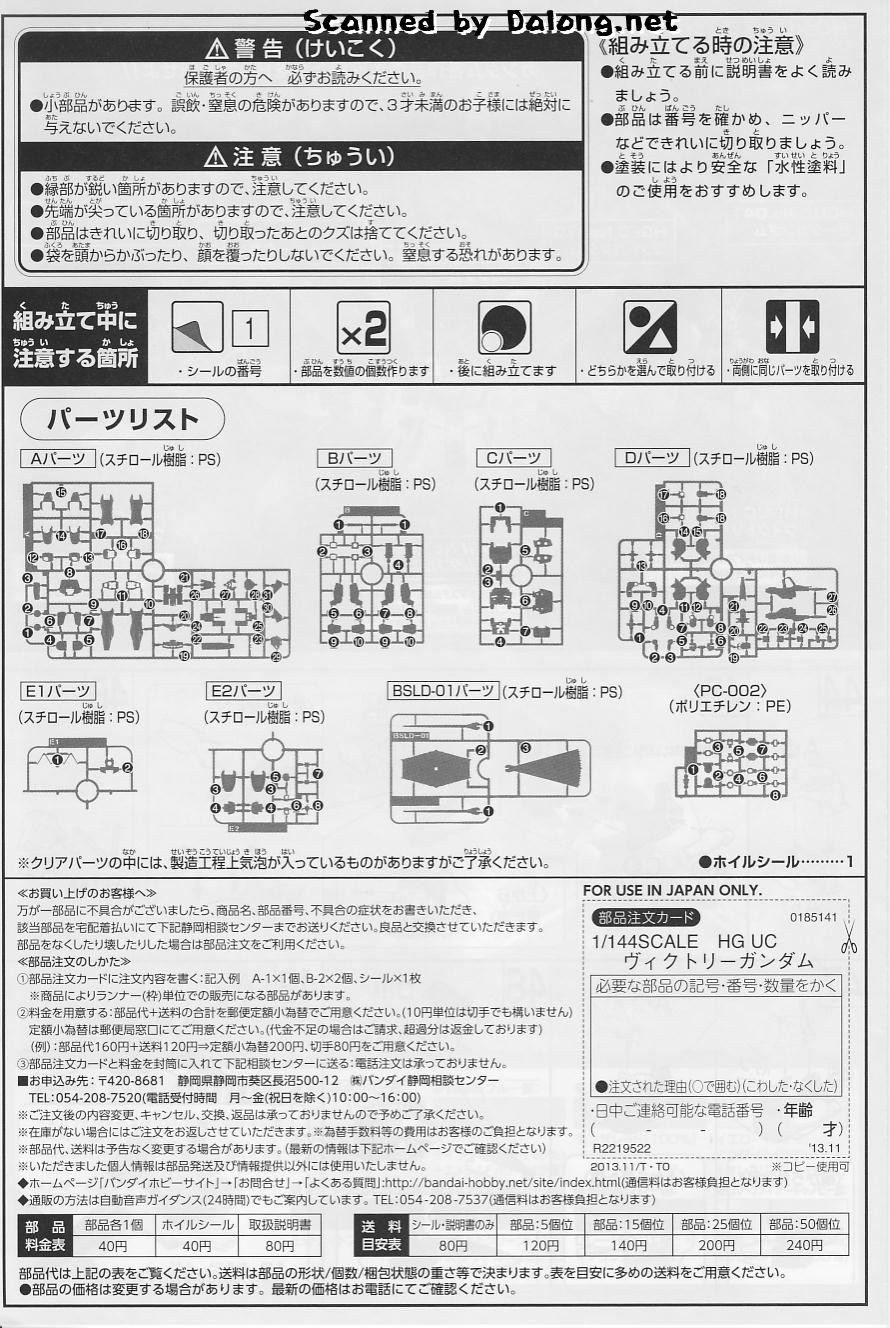 Scanned by Dalong.net
⚠ 警告（けいこく）
保護者の方へ　必ずお読みください。
●小部品があります。誤飲・窒息の危険がありますので、3才未満のお子様には絶対に
与えないでください。
⚠ 注意（ちゅうい）
●縁部が鋭い箇所がありますので、注意してください。
●先端が尖っている箇所がありますので、注意してください。
●部品はきれいに切り取り、切り取ったあとのクズは捨ててください。
●袋を頭からかぶったり、顔を覆ったりしないでください。窒息する恐れがあります。
《組み立てる時の注意》
●組み立てる前に説明書をよく読み
ましょう。
●部品は番号を確かめ、ニッパー
などできれいに切り取りましょう。
●塗装にはより安全な「水性塗料」
のご使用をおすすめします。
組み立て中に
注意する箇所
1
・シールの番号
×2
・部品を数値の個数作ります
・後に組み立てます
・どちらかを選んで取り付ける
・両側に同じパーツを取り付ける
パーツリスト
Aパーツ（スチロール樹脂：PS）
Bパーツ
（スチロール樹脂：PS）
Cパーツ
（スチロール樹脂：PS）
Dパーツ（スチロール樹脂：PS）
E1パーツ
（スチロール樹脂：PS）
E2パーツ
（スチロール樹脂：PS）
BSLD-01パーツ（スチロール樹脂：PS）
〈PC-002〉
（ポリエチレン：PE）
※クリアパーツの中には、製造工程上気泡が入っているものがありますがご了承ください。
●ホイルシール………1
≪お買い上げのお客様へ≫
万が一部品に不具合がございましたら、商品名、部品番号、不具合の症状をお書きいただき、
該当部品を宅配着払いにて下記静岡相談センターまでお送りください。良品と交換させていただきます。
部品をなくしたり壊したりした場合は部品注文をご利用ください。
≪部品注文のしかた≫
①部品注文カードに注文内容を書く：記入例　A-1×1個、B-2×2個、シール×1枚
※商品によりランナー(枠)単位での販売になる部品があります。
②料金を用意する：部品代+送料の合計を郵便定額小為替でご用意ください。(10円単位は切手でも構いません)
定額小為替は郵便局窓口にてご用意ください。(代金不足の場合はご請求、超過分は返金しております)
(例)：部品代160円+送料120円⇒定額小為替200円、切手80円をご用意ください。
③部品注文カードと料金を封筒に入れて下記相談センターに送る：電話注文は承っておりません。
■お申込み先：〒420-8681　静岡県静岡市葵区長沼500-12　㈱バンダイ静岡相談センター
TEL:054-208-7520(電話受付時間　月〜金(祝日を除く)10:00〜16:00)
※ご注文後の内容変更、キャンセル、交換、返品は承っておりませんので予めご了承ください。
※在庫がない場合にはご注文をお返しさせていただきます。※為替手数料等の費用はお客様のご負担となります。
※部品代、送料は予告なく変更する場合があります。(最新の情報は下記ホームページでご確認ください)
※いただきました個人情報は部品発送及び情報提供以外には使用いたしません。
◆ホームページ「バンダイホビーサイト」→「お問合せ」→「よくある質問」:http://bandai-hobby.net/site/index.html(通信料はお客様負担となります)
◆通販の方法は自動音声ガイダンス(24時間)でもご案内しています。TEL:054-208-7537(通信料はお客様負担となります)
FOR USE IN JAPAN ONLY.
部品注文カード　0185141
1/144SCALE　HG UC
ヴィクトリーガンダム
必要な部品の記号・番号・数量をかく
●注文された理由(○で囲む)(こわした・なくした)
・日中ご連絡可能な電話番号　・年齢
(　　-　　-　　)(　　才)
R2219522　'13.11
2013.11/T・TO　※コピー使用可
部品料金表　部品各1個　ホイルシール　取扱説明書
40円　40円　80円
送料目安表　シール・説明書のみ　部品：5個位　部品：15個位　部品：25個位　部品：50個位
80円　120円　140円　200円　240円
部品代は上記の表をご覧ください。送料は部品の形状/個数/梱包状態の重さ等で決まります。表を目安に多めの送料をご用意ください。
●部品の価格は変更する場合があります。最新の価格はお電話にてご確認ください。